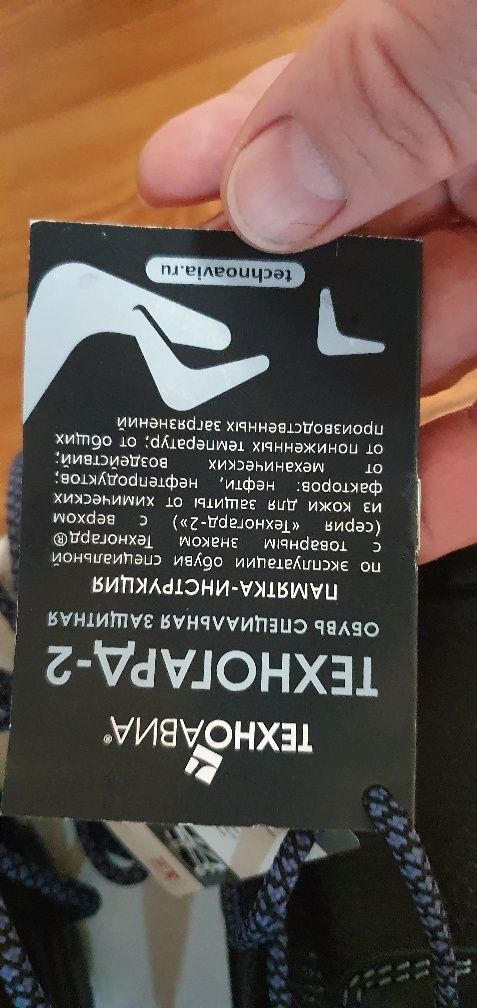 ТЕХНОАВИА®
ТЕХНОГАРД-2
ОБУВЬ СПЕЦИАЛЬНАЯ ЗАЩИТНАЯ
ПАМЯТКА-ИНСТРУКЦИЯ
по эксплуатации обуви специальной
с товарным знаком Техногард®
(серия «Техногард-2») с верхом
из кожи для защиты от химических
факторов: нефти, нефтепродуктов;
от механических воздействий;
от пониженных температур; от общих
производственных загрязнений
technoavia.ru